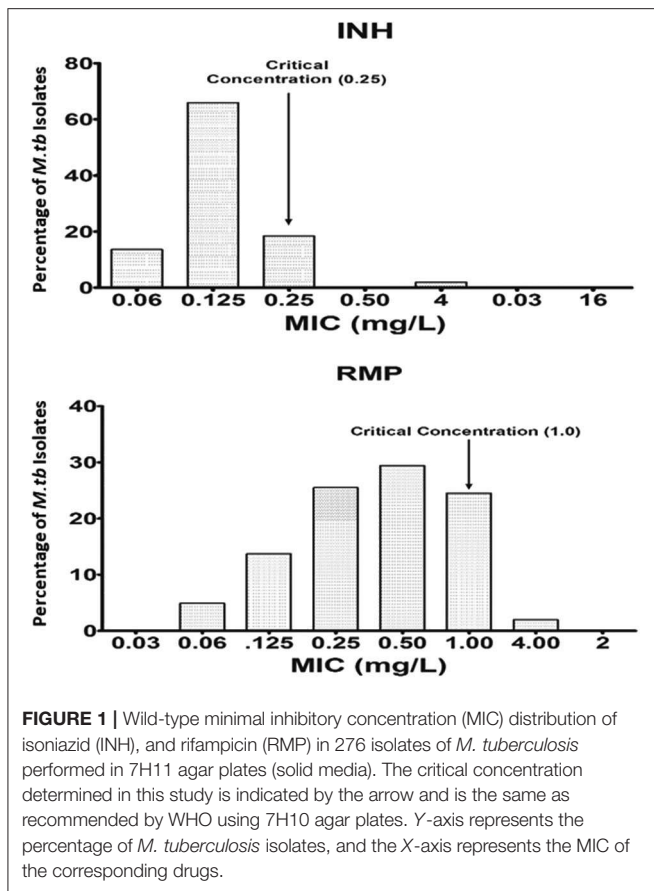 INH
Critical
Concentration (0.25)
Percentage of M.tb Isolates
80
60
40
20
0
0.06 0.125 0.25 0.50 4 0.03 16
MIC (mg/L)
RMP
Critical Concentration (1.0)
Percentage of M.tb Isolates
40
30
20
10
0
0.03 0.06 .125 0.25 0.50 1.00 4.00 2
MIC (mg/L)
FIGURE 1 | Wild-type minimal inhibitory concentration (MIC) distribution of
isoniazid (INH), and rifampicin (RMP) in 276 isolates of M. tuberculosis
performed in 7H11 agar plates (solid media). The critical concentration
determined in this study is indicated by the arrow and is the same as
recommended by WHO using 7H10 agar plates. Y-axis represents the
percentage of M. tuberculosis isolates, and the X-axis represents the MIC of
the corresponding drugs.